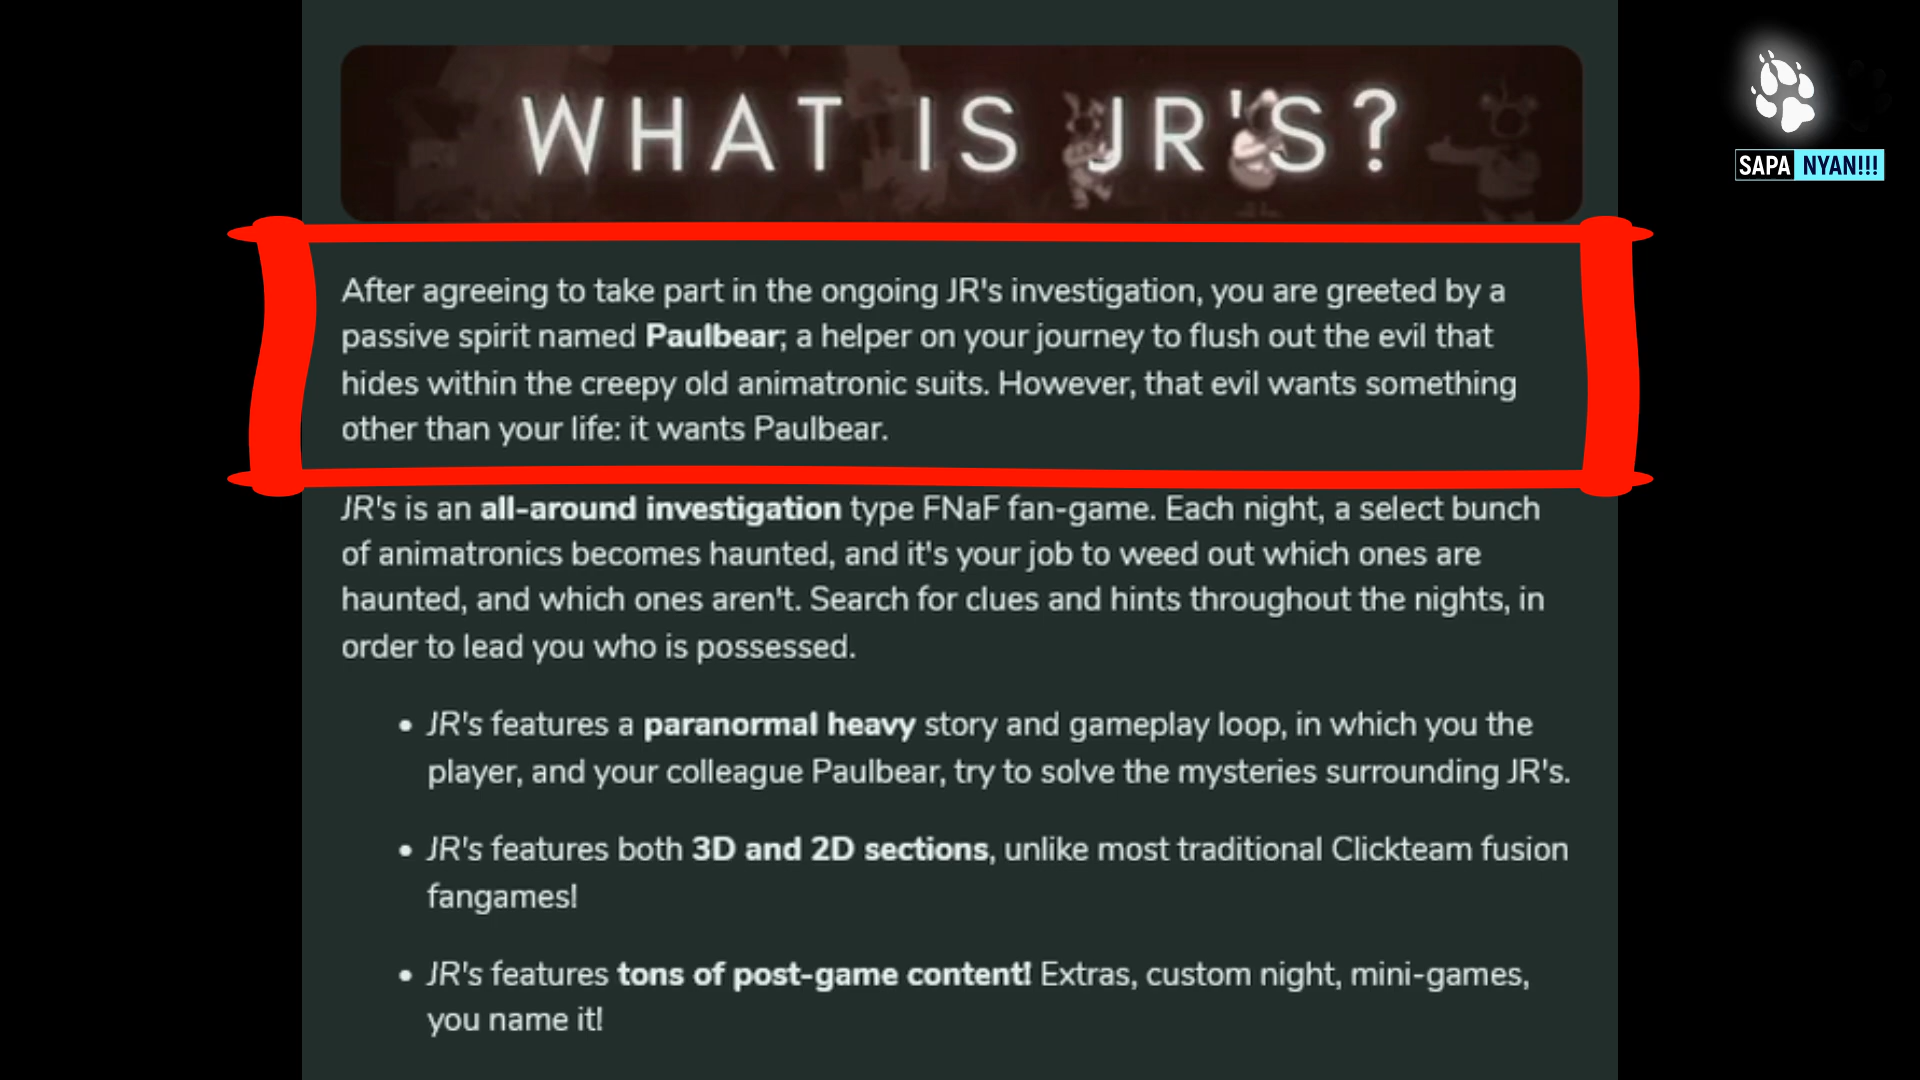 WHAT IS JR'S?
SAPA NYAN!!!
After agreeing to take part in the ongoing JR's investigation, you are greeted by a
passive spirit named Paulbear; a helper on your journey to flush out the evil that
hides within the creepy old animatronic suits. However, that evil wants something
other than your life: it wants Paulbear.
JR's is an all-around investigation type FNaF fan-game. Each night, a select bunch
of animatronics becomes haunted, and it's your job to weed out which ones are
haunted, and which ones aren't. Search for clues and hints throughout the nights, in
order to lead you who is possessed.
• JR's features a paranormal heavy story and gameplay loop, in which you the
player, and your colleague Paulbear, try to solve the mysteries surrounding JR's.
• JR's features both 3D and 2D sections, unlike most traditional Clickteam fusion
fangames!
• JR's features tons of post-game content! Extras, custom night, mini-games,
you name it!